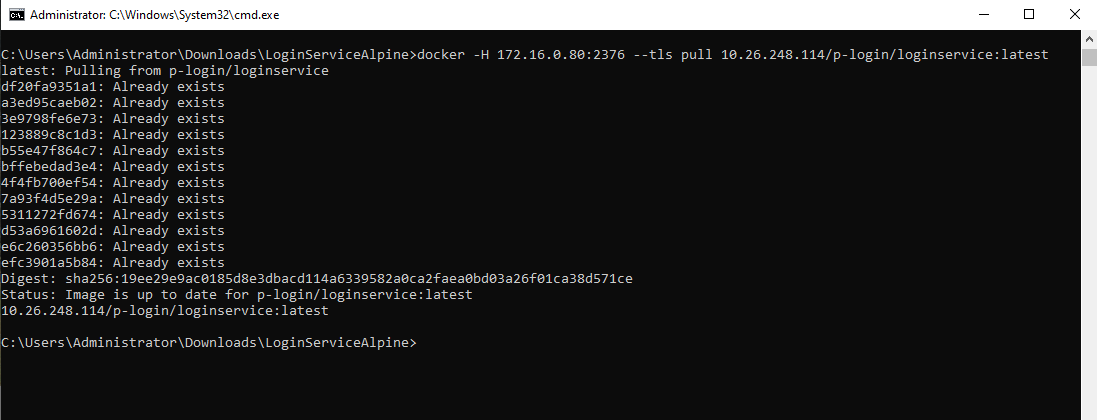 Administrator: C:\Windows\System32\cmd.exe
C:\Users\Administrator\Downloads\LoginServiceAlpine>docker -H 172.16.0.80:2376 --tls pull 10.26.248.114/p-login/loginservice:latest
latest: Pulling from p-login/loginservice
df20fa9351a1: Already exists
a3ed95caeb02: Already exists
3e9798fe6e73: Already exists
123889c8c1d3: Already exists
b55e47f864c7: Already exists
bffebedad3e4: Already exists
4f4fb700ef54: Already exists
7a93f4d5e29a: Already exists
5311272fd674: Already exists
d53a6961602d: Already exists
e6c260356bb6: Already exists
efc3901a5b84: Already exists
Digest: sha256:19ee29e9ac0185d8e3dbacd114a6339582a0ca2faea0bd03a26f01ca38d571ce
Status: Image is up to date for p-login/loginservice:latest
10.26.248.114/p-login/loginservice:latest
C:\Users\Administrator\Downloads\LoginServiceAlpine>